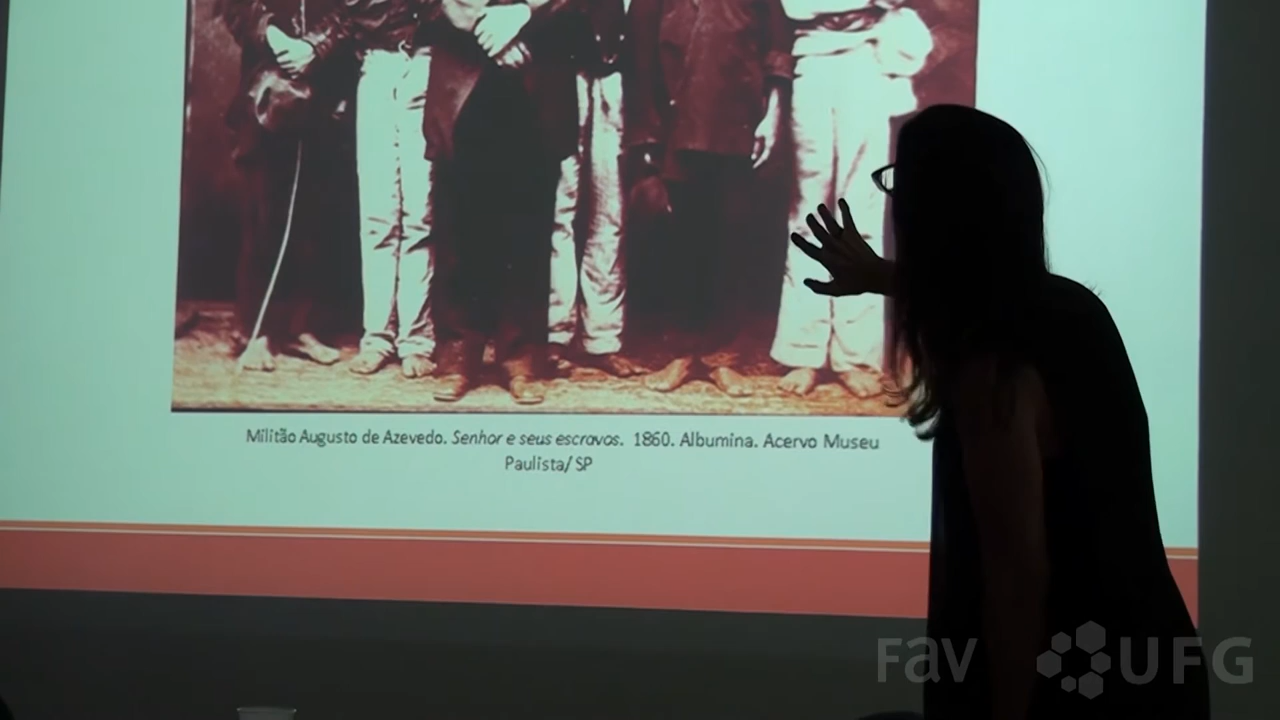 Militão Augusto de Azevedo. Senhor e seus escravos. 1860. Albumina. Acervo Museu
Paulista/ SP
FaV UFG